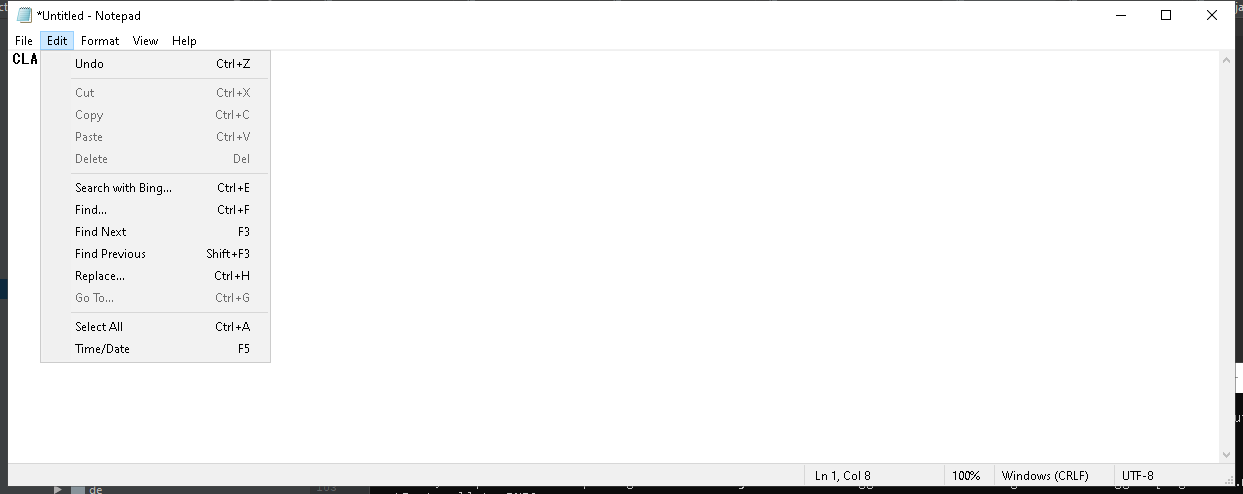 *Untitled - Notepad
File Edit Format View Help
CLA
Undo Ctrl+Z
Cut Ctrl+X
Copy Ctrl+C
Paste Ctrl+V
Delete Del
Search with Bing... Ctrl+E
Find... Ctrl+F
Find Next F3
Find Previous Shift+F3
Replace... Ctrl+H
Go To... Ctrl+G
Select All Ctrl+A
Time/Date F5
Ln 1, Col 8 100% Windows (CRLF) UTF-8
de